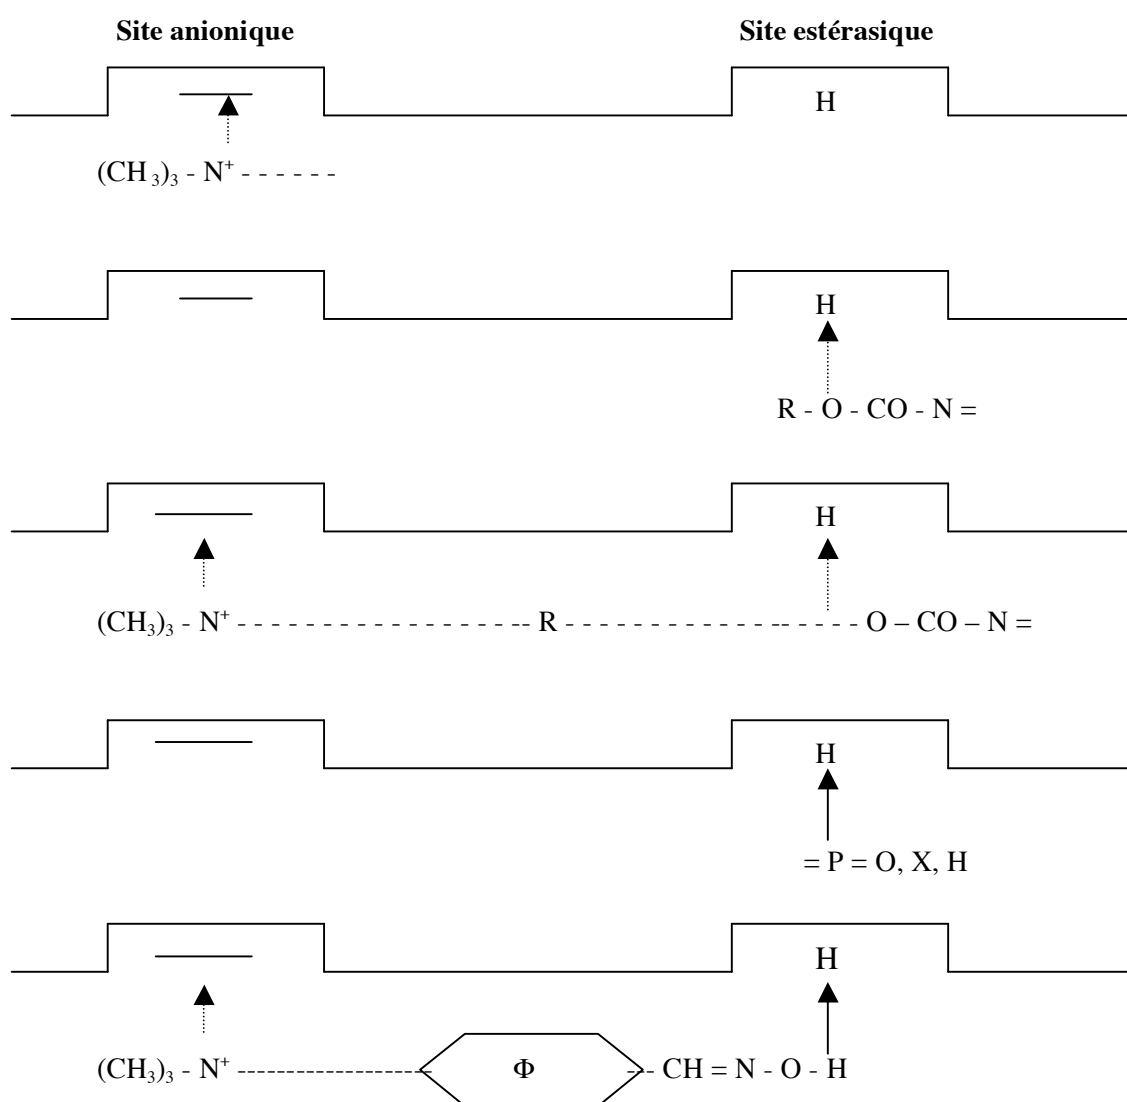 Site anionique Site estérasique
H
(CH3)3 - N+ - - - - - -
H
R - O - CO - N =
H
(CH3)3 - N+ - - - - - - - - - - - - - - - - -- R - - - - - - - - - - - - --- - - - - - O – CO – N =
H
= P = O, X, H
H
(CH3)3 - N+ --------------------- Φ --- CH = N - O - H